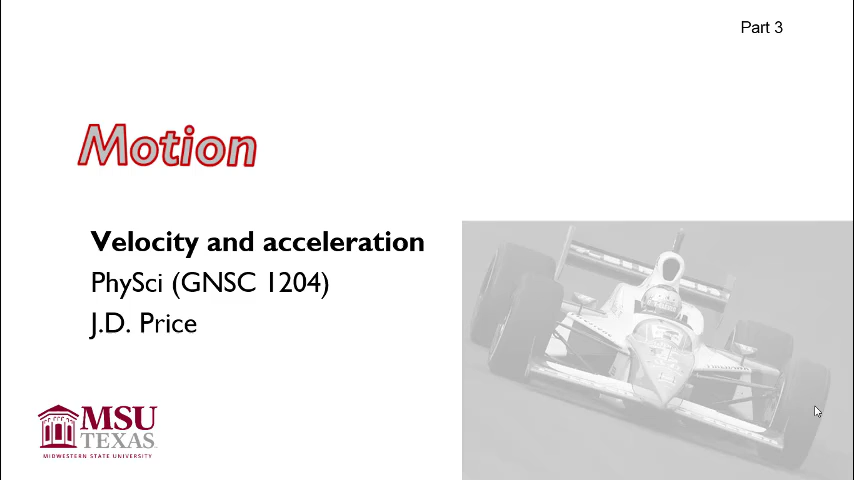 Part 3
Motion
Velocity and acceleration
PhySci (GNSC 1204)
J.D. Price
MSU
TEXAS
MIDWESTERN STATE UNIVERSITY